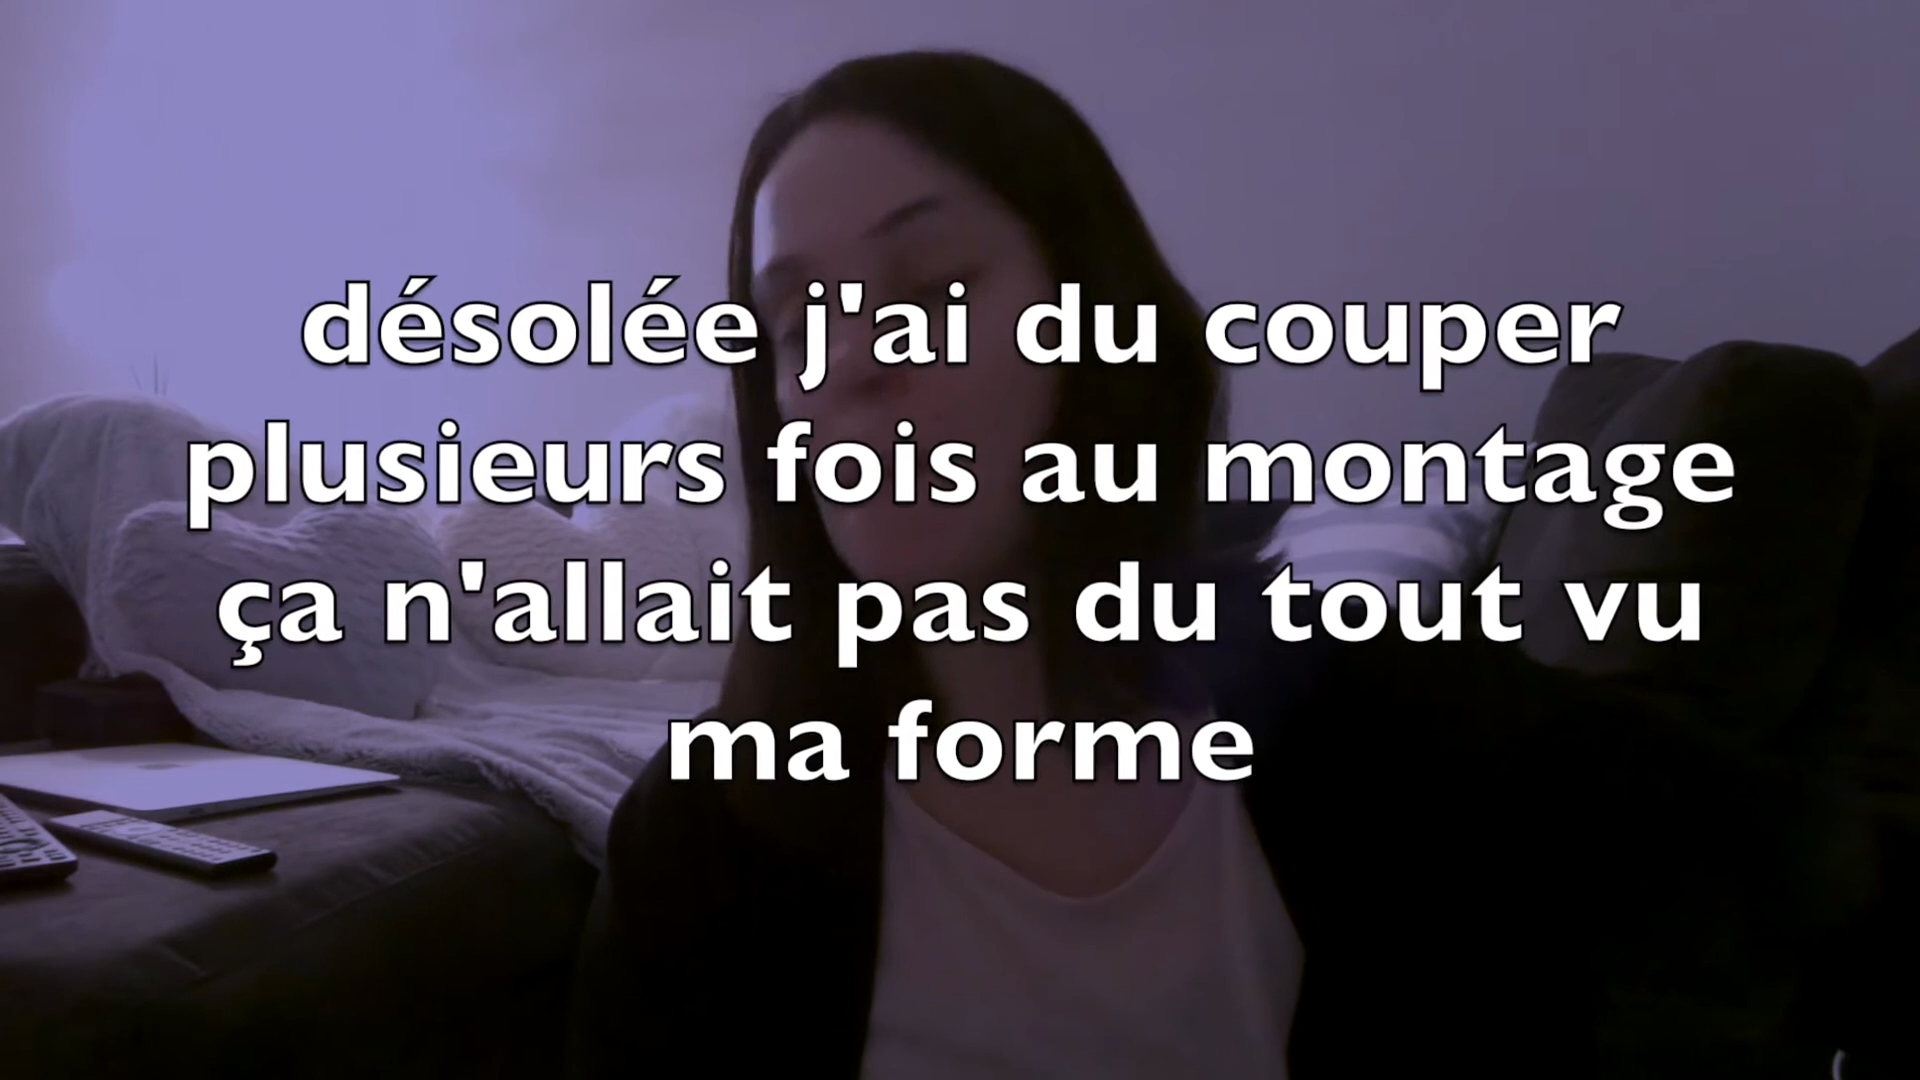 désolée j'ai du couper
plusieurs fois au montage
ça n'allait pas du tout vu
ma forme